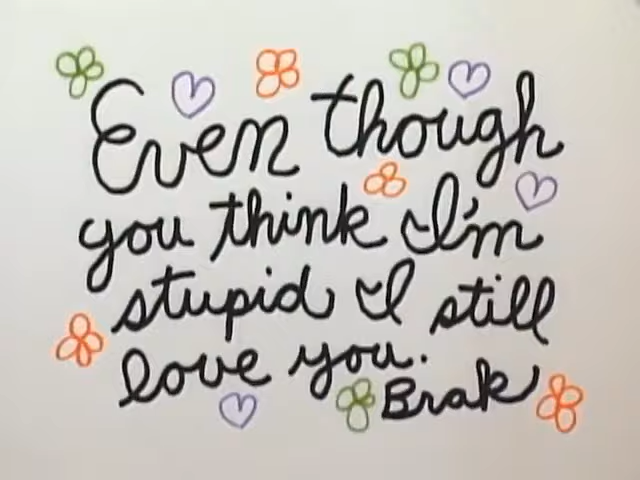 Even though
you think I'm
stupid I still
love you.
Brak